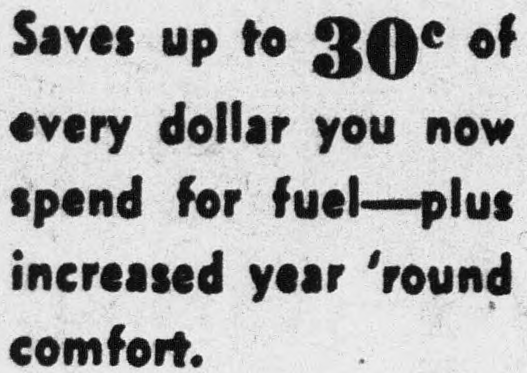 Saves up to 30c of
every dollar you now
spend for fuel—plus
increased year 'round
comfort.